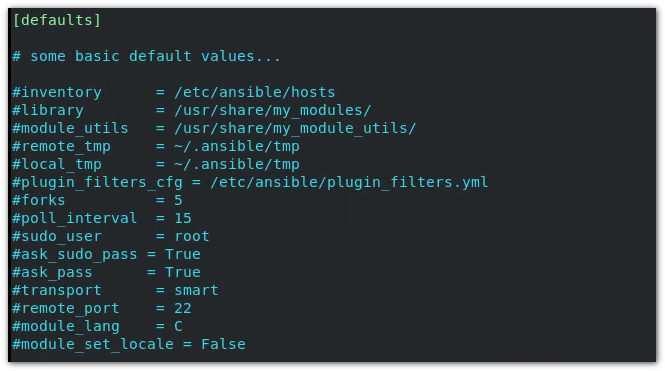 [defaults]
# some basic default values...
#inventory      = /etc/ansible/hosts
#library        = /usr/share/my_modules/
#module_utils   = /usr/share/my_module_utils/
#remote_tmp     = ~/.ansible/tmp
#local_tmp      = ~/.ansible/tmp
#plugin_filters_cfg = /etc/ansible/plugin_filters.yml
#forks          = 5
#poll_interval  = 15
#sudo_user      = root
#ask_sudo_pass = True
#ask_pass      = True
#transport      = smart
#remote_port    = 22
#module_lang    = C
#module_set_locale = False